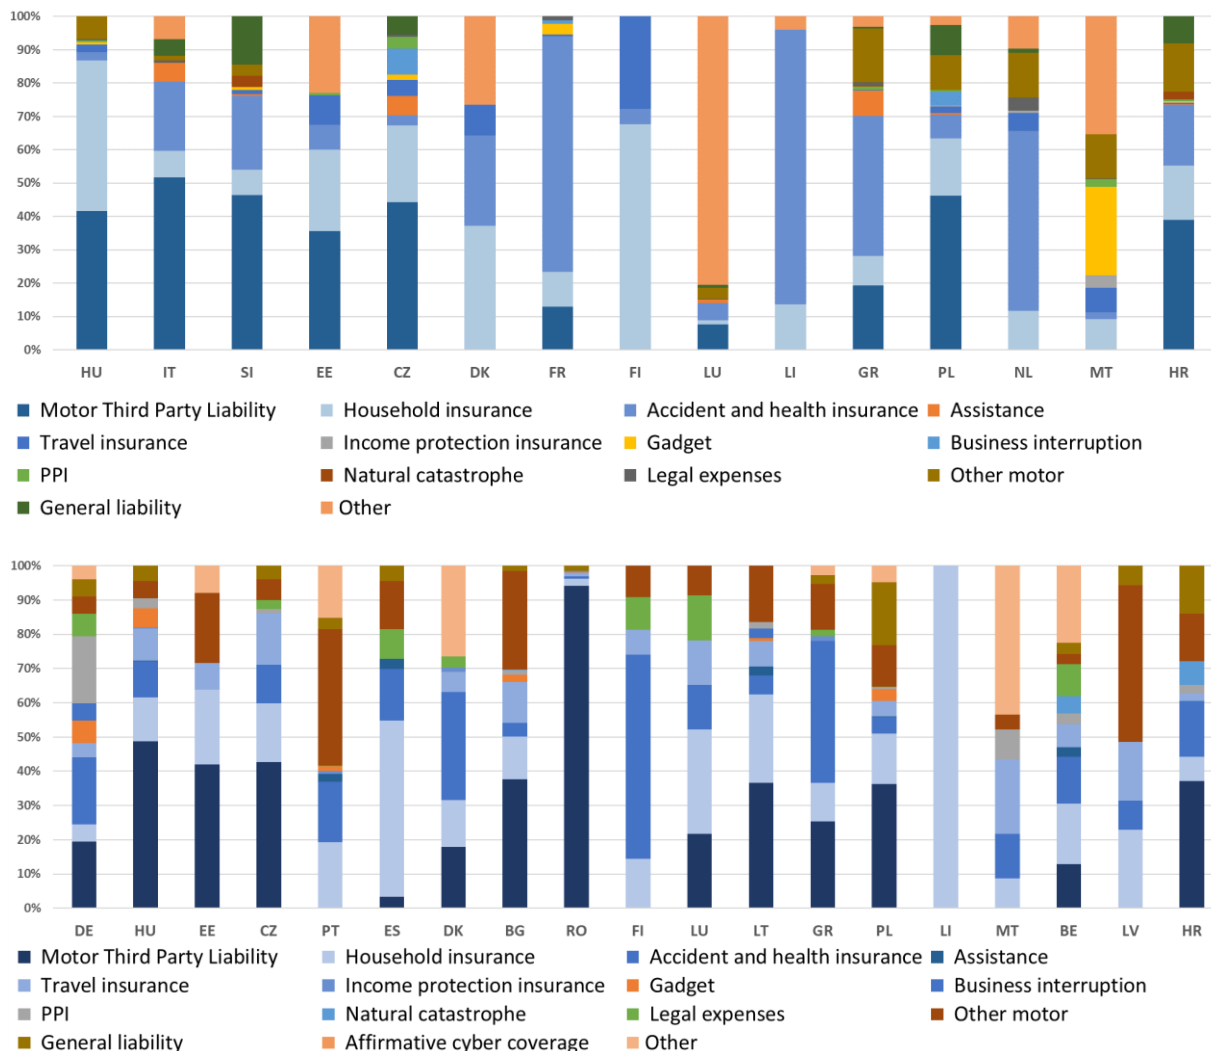 100%
90%
80%
70%
60%
50%
40%
30%
20%
10%
0%
HU IT SI EE CZ DK FR FI LU LI GR PL NL MT HR
Motor Third Party Liability Household insurance Accident and health insurance Assistance
Travel insurance Income protection insurance Gadget Business interruption
PPI Natural catastrophe Legal expenses Other motor
General liability Other
100%
90%
80%
70%
60%
50%
40%
30%
20%
10%
0%
DE HU EE CZ PT ES DK BG RO FI LU LT GR PL LI MT BE LV HR
Motor Third Party Liability Household insurance Accident and health insurance Assistance
Travel insurance Income protection insurance Gadget Business interruption
PPI Natural catastrophe Legal expenses Other motor
General liability Affirmative cyber coverage Other